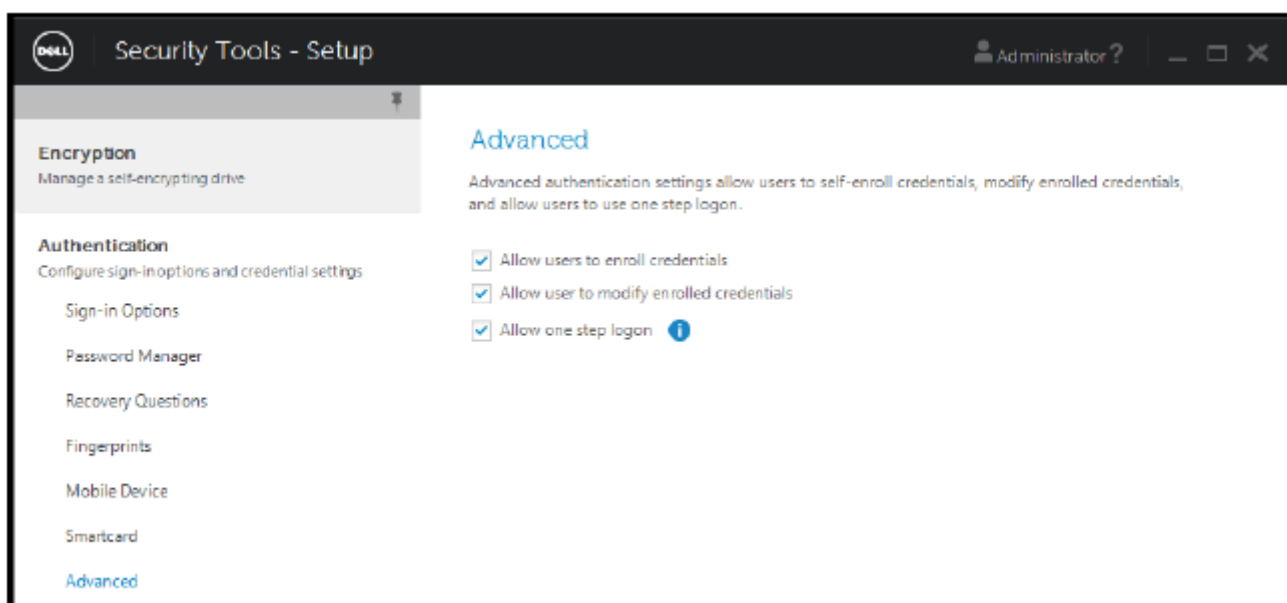 DELL
Security Tools - Setup
Administrator ?
Encryption
Manage a self-encrypting drive
Authentication
Configure sign-in options and credential settings
Sign-in Options
Password Manager
Recovery Questions
Fingerprints
Mobile Device
Smartcard
Advanced
Advanced
Advanced authentication settings allow users to self-enroll credentials, modify enrolled credentials,
and allow users to use one step logon.
Allow users to enroll credentials
Allow user to modify enrolled credentials
Allow one step logon